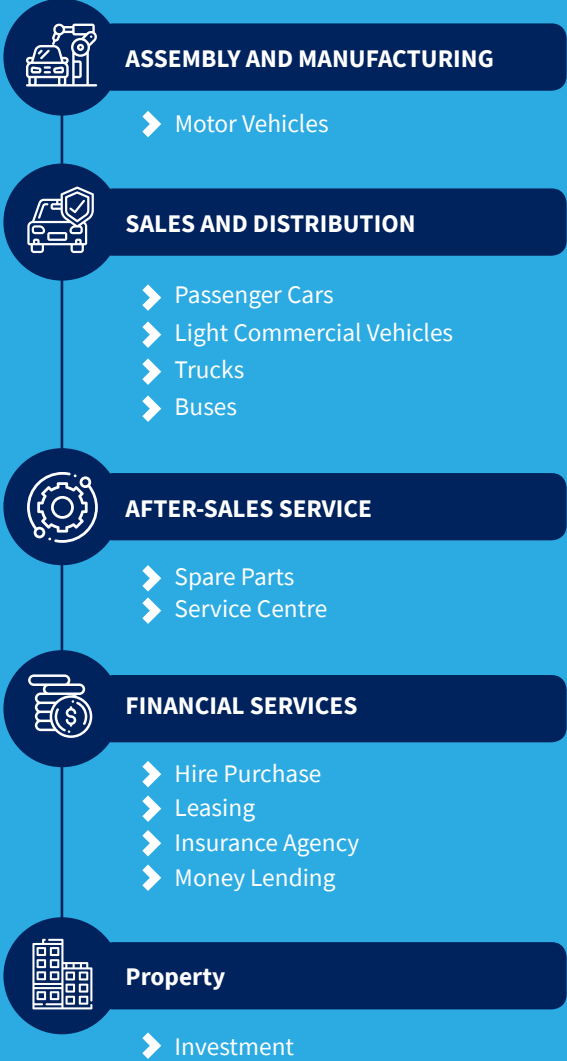 ASSEMBLY AND MANUFACTURING
Motor Vehicles
SALES AND DISTRIBUTION
Passenger Cars
Light Commercial Vehicles
Trucks
Buses
AFTER-SALES SERVICE
Spare Parts
Service Centre
FINANCIAL SERVICES
Hire Purchase
Leasing
Insurance Agency
Money Lending
Property
Investment